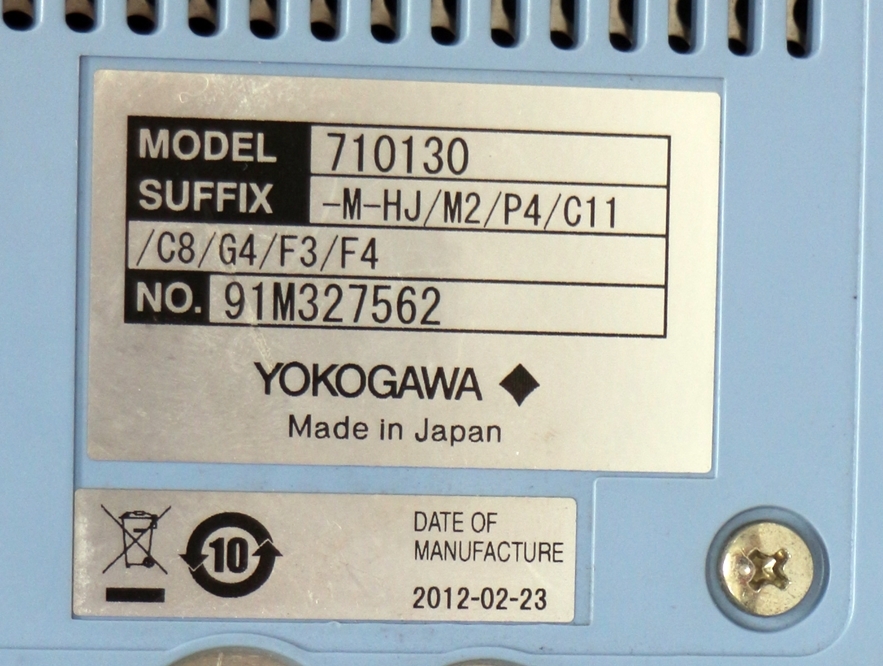 MODEL 710130
SUFFIX -M-HJ/M2/P4/C11
/C8/G4/F3/F4
NO. 91M327562
YOKOGAWA
Made in Japan
10
DATE OF
MANUFACTURE
2012-02-23